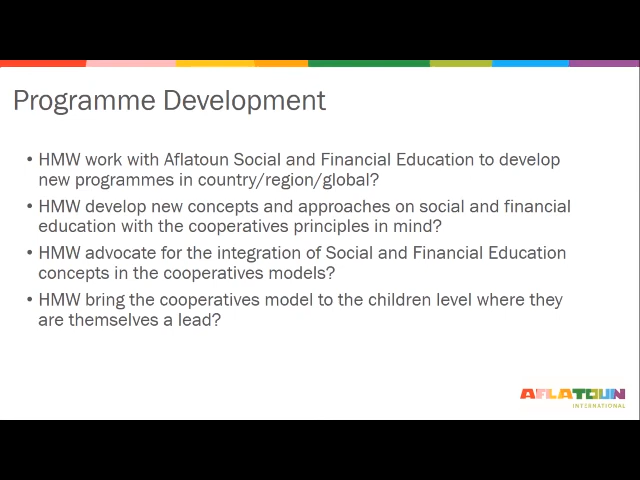 Programme Development
• HMW work with Aflatoun Social and Financial Education to develop
new programmes in country/region/global?
• HMW develop new concepts and approaches on social and financial
education with the cooperatives principles in mind?
• HMW advocate for the integration of Social and Financial Education
concepts in the cooperatives models?
• HMW bring the cooperatives model to the children level where they
are themselves a lead?
AFLATOUN
INTERNATIONAL